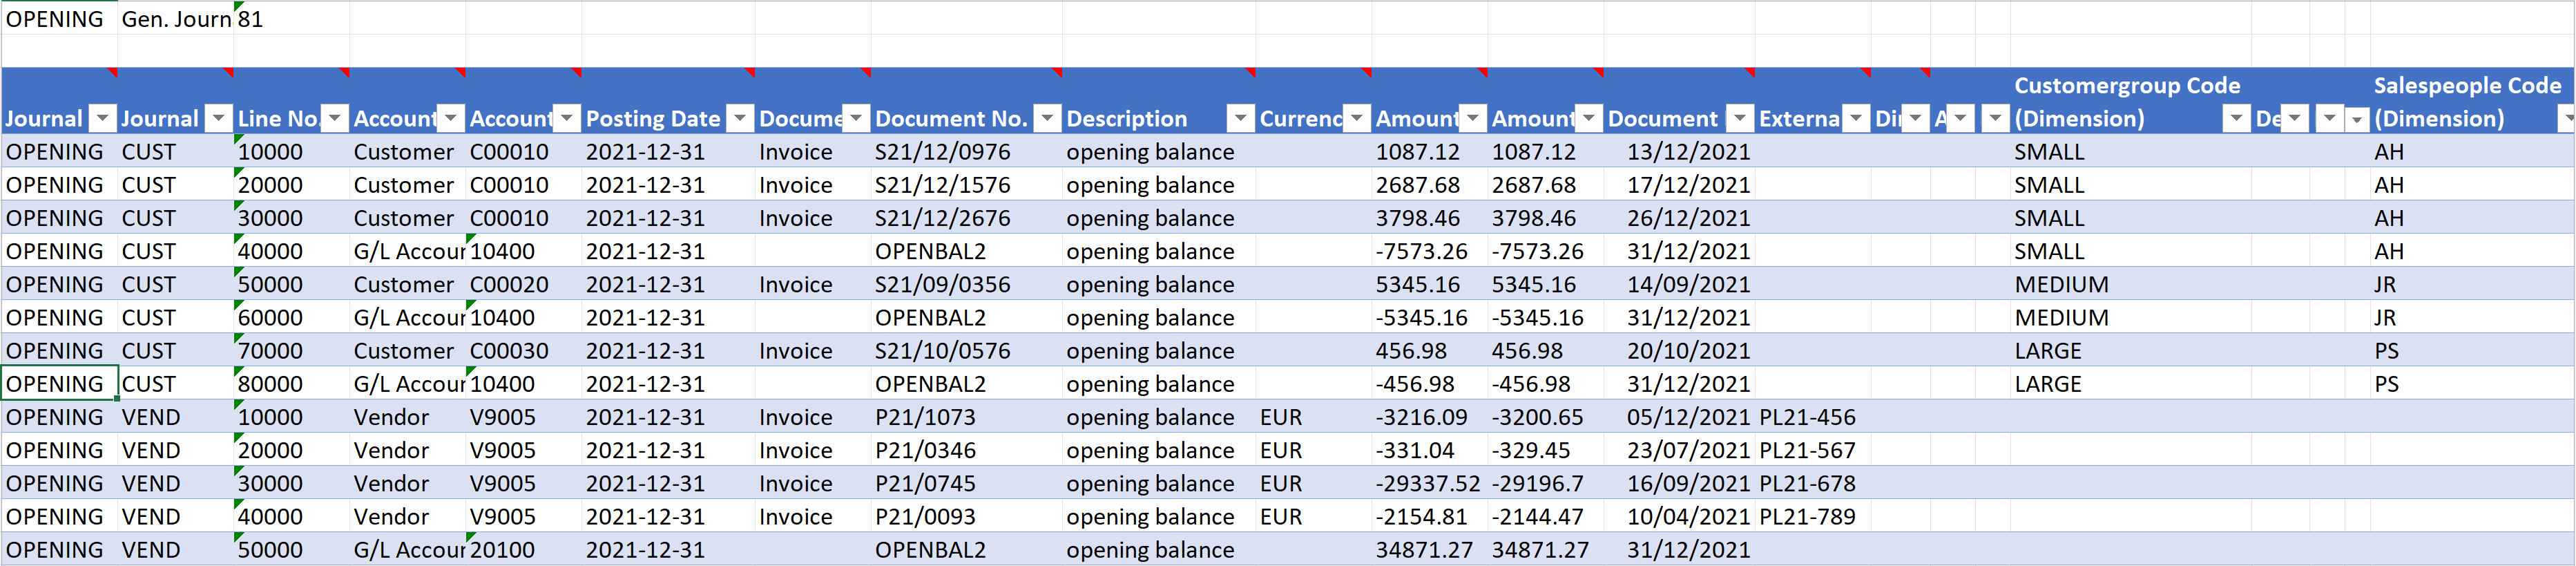 OPENING Gen. Journ 81
Customergroup Code Salespeople Code
Journal Journal Line No. Account Account Posting Date Docume Document No. Description Currenc Amount Amount Document Externa Di A (Dimension) De (Dimension)
OPENING CUST 10000 Customer C00010 2021-12-31 Invoice S21/12/0976 opening balance 1087.12 1087.12 13/12/2021 SMALL AH
OPENING CUST 20000 Customer C00010 2021-12-31 Invoice S21/12/1576 opening balance 2687.68 2687.68 17/12/2021 SMALL AH
OPENING CUST 30000 Customer C00010 2021-12-31 Invoice S21/12/2676 opening balance 3798.46 3798.46 26/12/2021 SMALL AH
OPENING CUST 40000 G/L Accour 10400 2021-12-31 OPENBAL2 opening balance -7573.26 -7573.26 31/12/2021 SMALL AH
OPENING CUST 50000 Customer C00020 2021-12-31 Invoice S21/09/0356 opening balance 5345.16 5345.16 14/09/2021 MEDIUM JR
OPENING CUST 60000 G/L Accour 10400 2021-12-31 OPENBAL2 opening balance -5345.16 -5345.16 31/12/2021 MEDIUM JR
OPENING CUST 70000 Customer C00030 2021-12-31 Invoice S21/10/0576 opening balance 456.98 456.98 20/10/2021 LARGE PS
OPENING CUST 80000 G/L Accour 10400 2021-12-31 OPENBAL2 opening balance -456.98 -456.98 31/12/2021 LARGE PS
OPENING VEND 10000 Vendor V9005 2021-12-31 Invoice P21/1073 opening balance EUR -3216.09 -3200.65 05/12/2021 PL21-456
OPENING VEND 20000 Vendor V9005 2021-12-31 Invoice P21/0346 opening balance EUR -331.04 -329.45 23/07/2021 PL21-567
OPENING VEND 30000 Vendor V9005 2021-12-31 Invoice P21/0745 opening balance EUR -29337.52 -29196.7 16/09/2021 PL21-678
OPENING VEND 40000 Vendor V9005 2021-12-31 Invoice P21/0093 opening balance EUR -2154.81 -2144.47 10/04/2021 PL21-789
OPENING VEND 50000 G/L Accour 20100 2021-12-31 OPENBAL2 opening balance 34871.27 34871.27 31/12/2021